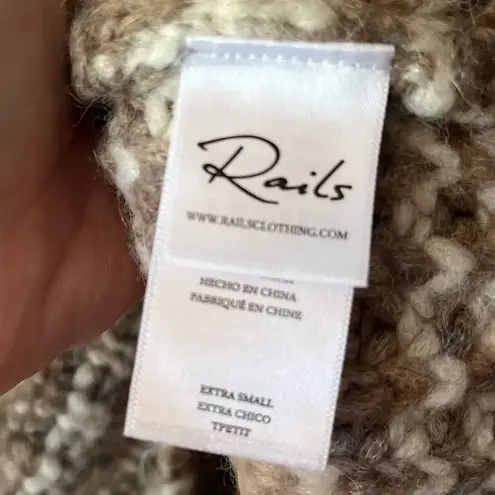 Rails
WWW.RAILSCLOTHING.COM
HECHO EN CHINA
FABRIQUÉ EN CHINE
EXTRA SMALL
EXTRA CHICO
TPETIT